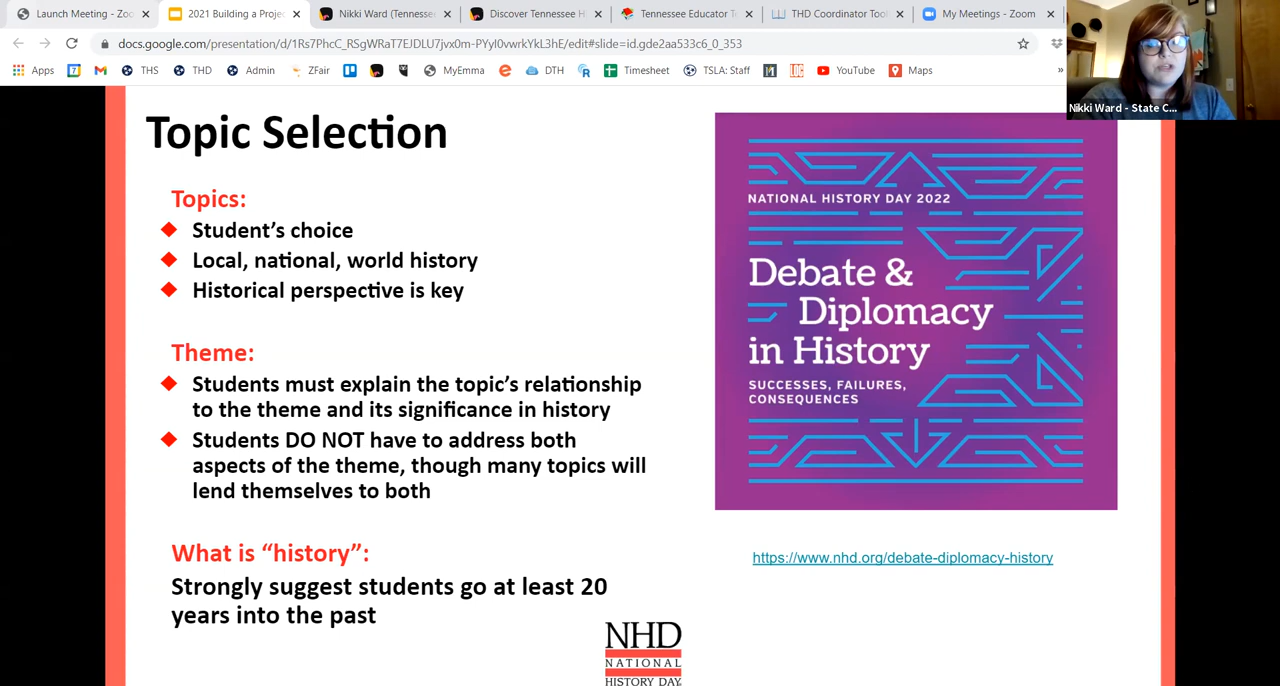 Launch Meeting - Zoo
2021 Building a Proje
Nikki Ward (Tennesse
Discover Tennessee H
Tennessee Educator T
THD Coordinator Tool
My Meetings - Zoom
docs.google.com/presentation/d/1Rs7PhcC_RSgWRaT7EJDLU7jvx0m-PYyI0vwrkYkL3hE/edit#slide=id.gde2aa533c6_0_353
Apps
THS
THD
Admin
ZFair
MyEmma
DTH
Timesheet
TSLA: Staff
YouTube
Maps
»
Nikki Ward - State C...
Topic Selection
Topics:
Student’s choice
Local, national, world history
Historical perspective is key
Theme:
Students must explain the topic’s relationship
to the theme and its significance in history
Students DO NOT have to address both
aspects of the theme, though many topics will
lend themselves to both
What is “history”:
Strongly suggest students go at least 20
years into the past
NATIONAL HISTORY DAY 2022
Debate &
Diplomacy
in History
SUCCESSES, FAILURES,
CONSEQUENCES
https://www.nhd.org/debate-diplomacy-history
NHD
NATIONAL
HISTORY DAY